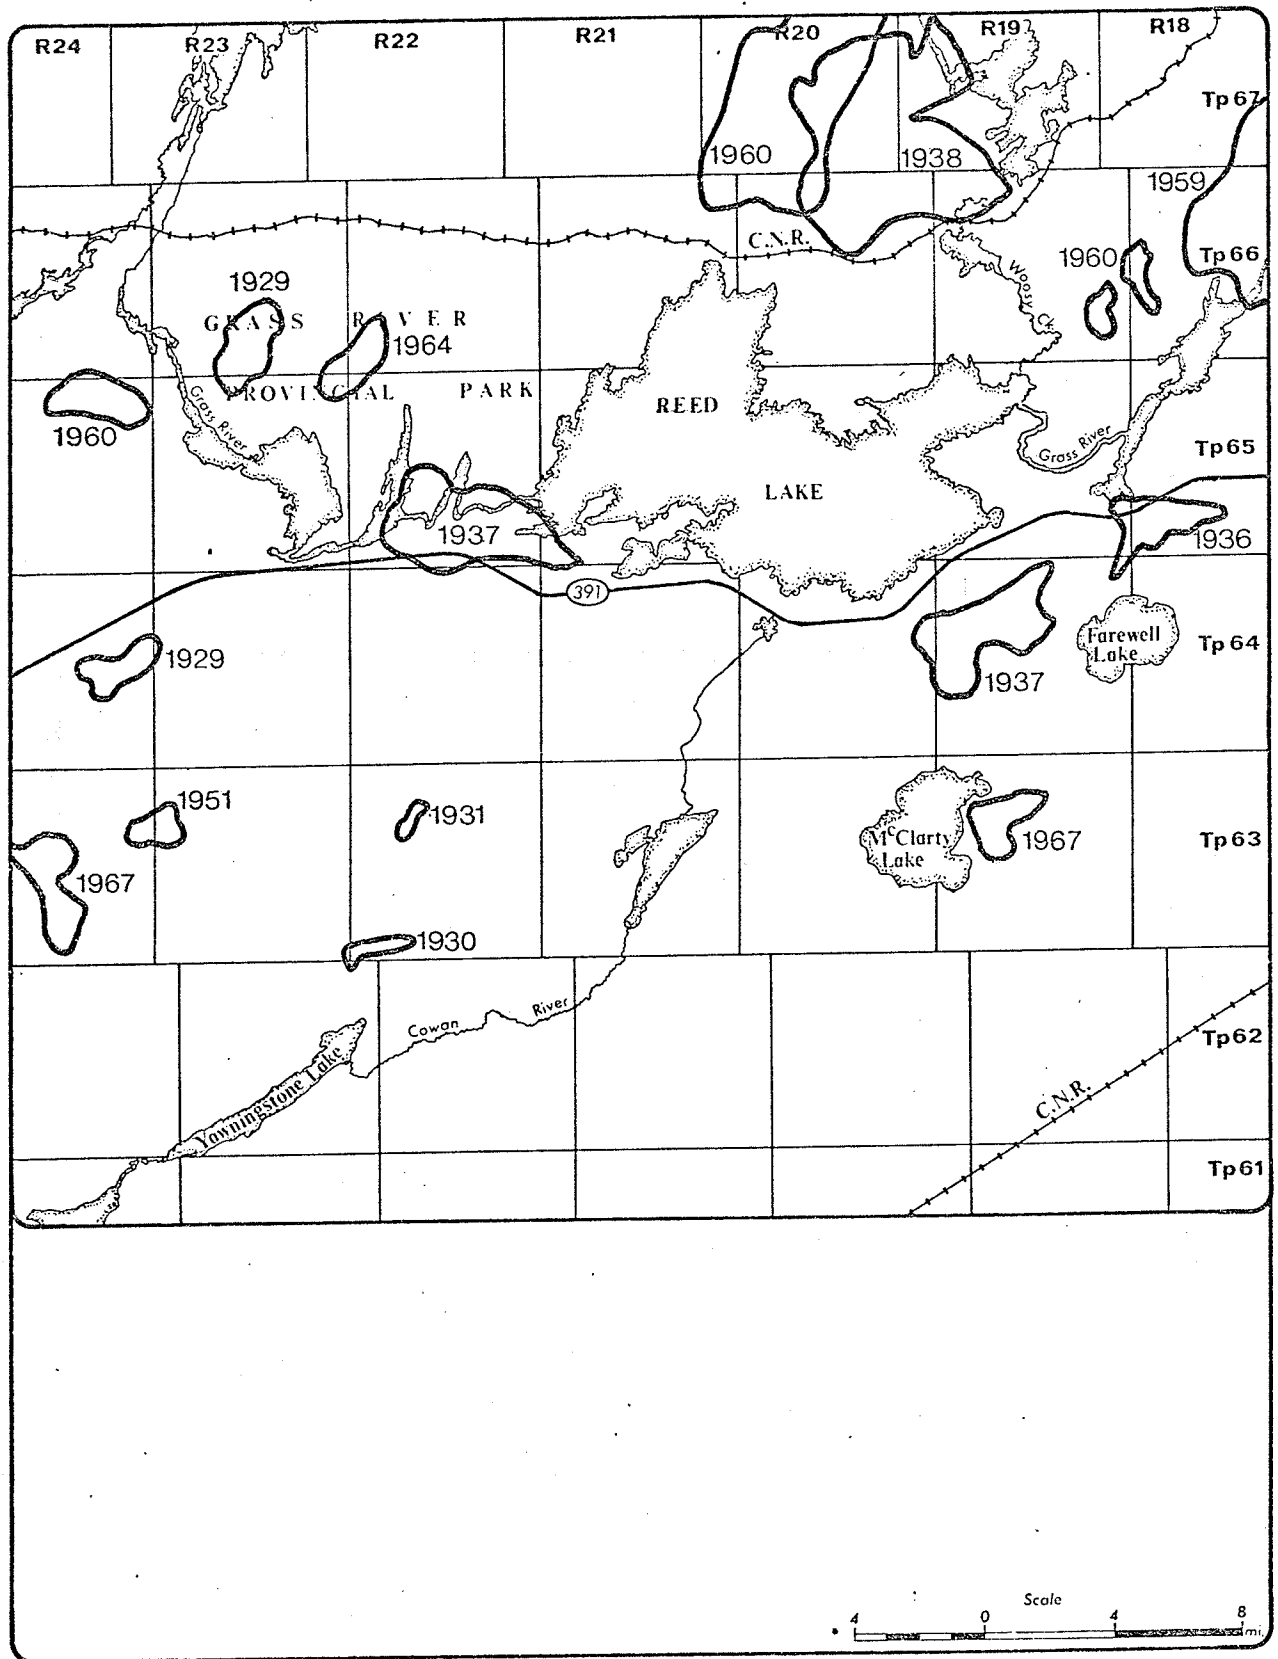 R24 R23 R22 R21 R20 R19 R18
Tp 67
1960 1938
1959
C.N.R.
Tp 66
1960
Woosy Ck.
1929
GRASS RIVER
1964
PROVINCIAL PARK
Grass River
1960
REED
LAKE
Grass River
Tp 65
1937
1936
391
Farewell
Lake
Tp 64
1929
1937
1951
1931
McClarty
Lake
1967
Tp 63
1967
1930
Cowan River
Yawningstone Lake
Tp 62
C.N.R.
Tp 61
Scale
4 0 4 8
mi.